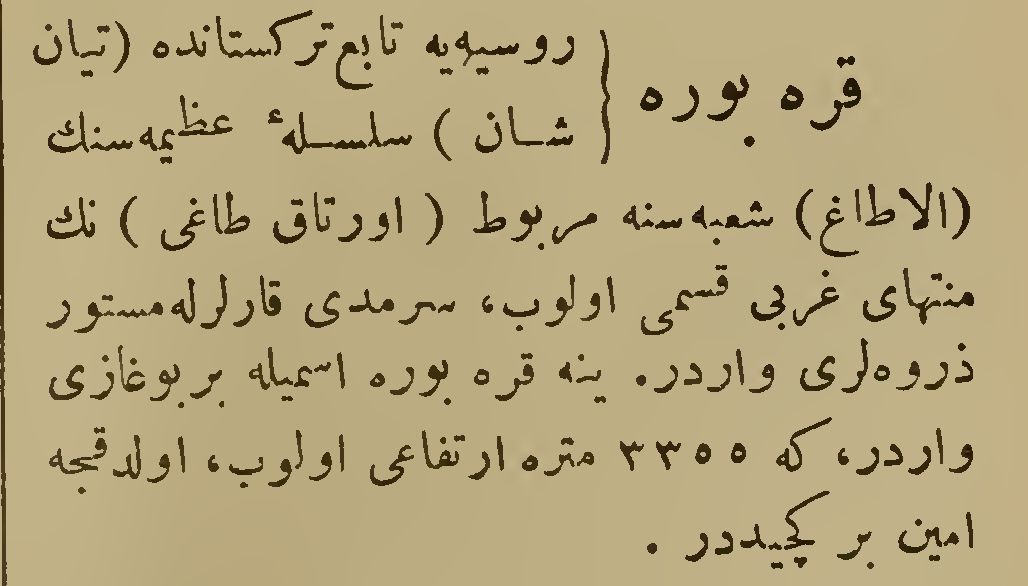 قره بوره } روسیه‌یه تابع ترکستانده (تیان
شان) سلسلهٔ عظیمه‌سنك
(الاطاغ) شعبه‌سنه مربوط (اورتاق طاغی) نك
منتهای غربی قسمی اولوب، سرمدی قارلرله مستور
ذروه‌لری واردر. ینه قره بوره اسمیله بر بوغازی
واردر، که ٣٣٥٥ متره ارتفاعی اولوب، اولدقجه
امین بر کچیددر.